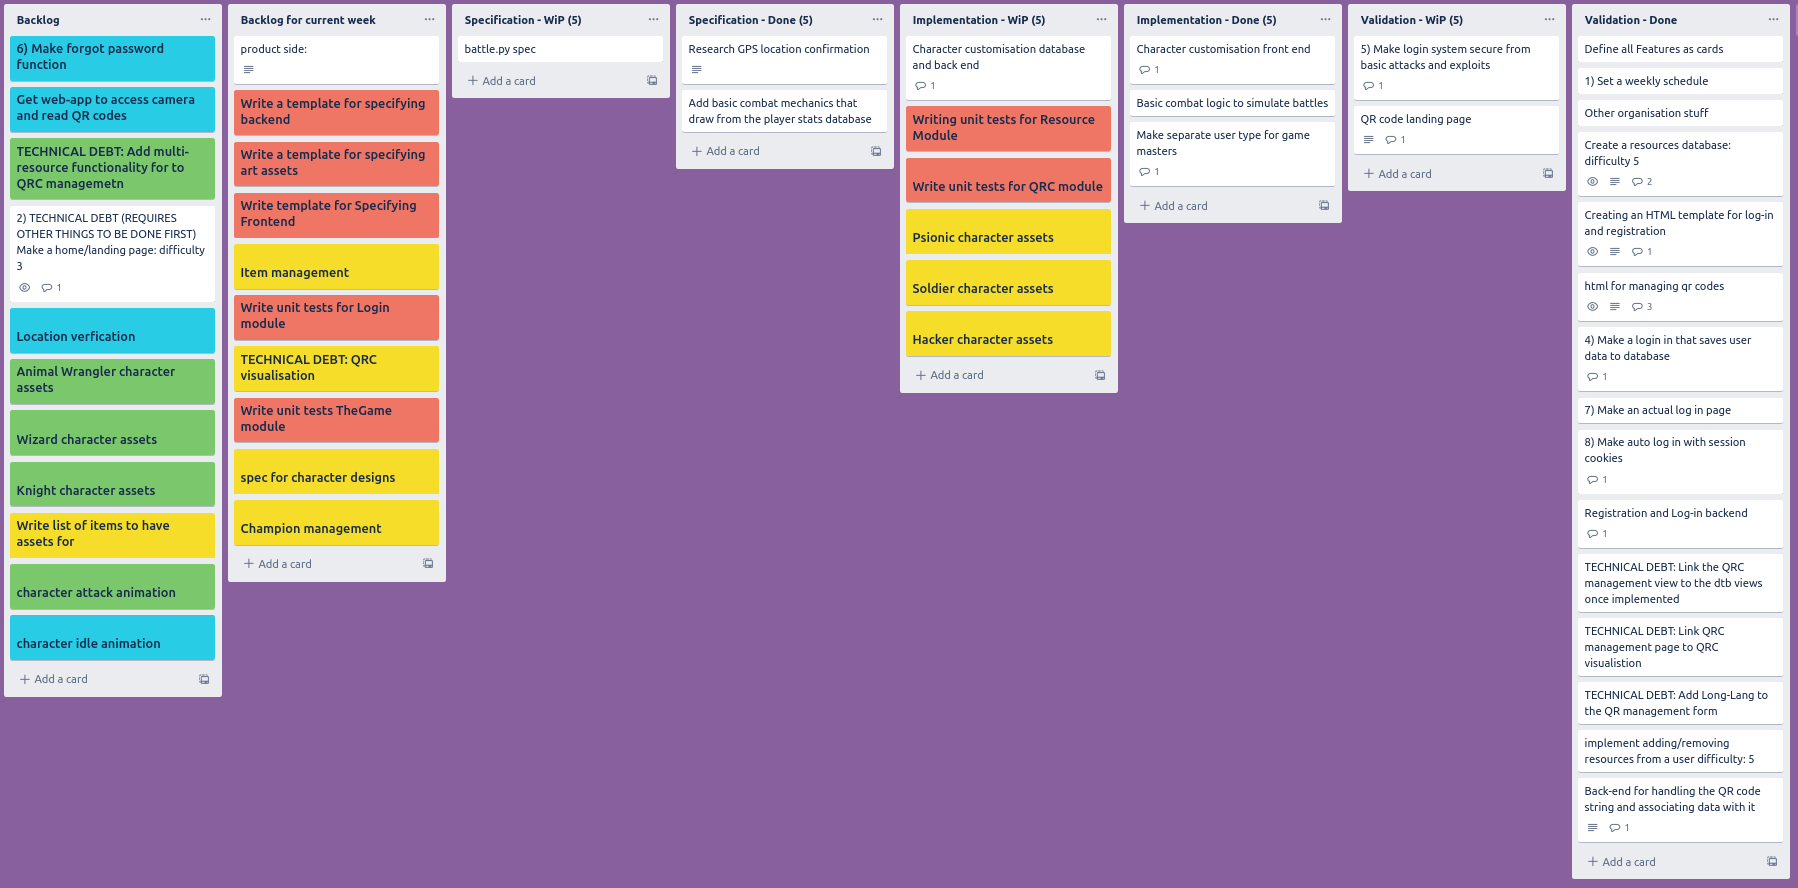 Backlog
6) Make forgot password
function
Get web-app to access camera
and read QR codes
TECHNICAL DEBT: Add multi-
resource functionality for to
QRC managemetn
2) TECHNICAL DEBT (REQUIRES
OTHER THINGS TO BE DONE FIRST)
Make a home/landing page: difficulty
3
1
Location verfication
Animal Wrangler character
assets
Wizard character assets
Knight character assets
Write list of items to have
assets for
character attack animation
character idle animation
+ Add a card
Backlog for current week
product side:
Write a template for specifying
backend
Write a template for specifying
art assets
Write template for Specifying
Frontend
Item management
Write unit tests for Login
module
TECHNICAL DEBT: QRC
visualisation
Write unit tests TheGame
module
spec for character designs
Champion management
+ Add a card
Specification - WiP (5)
battle.py spec
+ Add a card
Specification - Done (5)
Research GPS location confirmation
Add basic combat mechanics that
draw from the player stats database
+ Add a card
Implementation - WiP (5)
Character customisation database
and back end
1
Writing unit tests for Resource
Module
Write unit tests for QRC module
Psionic character assets
Soldier character assets
Hacker character assets
+ Add a card
Implementation - Done (5)
Character customisation front end
1
Basic combat logic to simulate battles
Make separate user type for game
masters
1
+ Add a card
Validation - WiP (5)
5) Make login system secure from
basic attacks and exploits
1
QR code landing page
1
+ Add a card
Validation - Done
Define all Features as cards
1) Set a weekly schedule
Other organisation stuff
Create a resources database:
difficulty 5
2
Creating an HTML template for log-in
and registration
1
html for managing qr codes
3
4) Make a login in that saves user
data to database
1
7) Make an actual log in page
8) Make auto log in with session
cookies
1
Registration and Log-in backend
1
TECHNICAL DEBT: Link the QRC
management view to the dtb views
once implemented
TECHNICAL DEBT: Link QRC
management page to QRC
visualistion
TECHNICAL DEBT: Add Long-Lang to
the QR management form
implement adding/removing
resources from a user difficulty: 5
Back-end for handling the QR code
string and associating data with it
1
+ Add a card